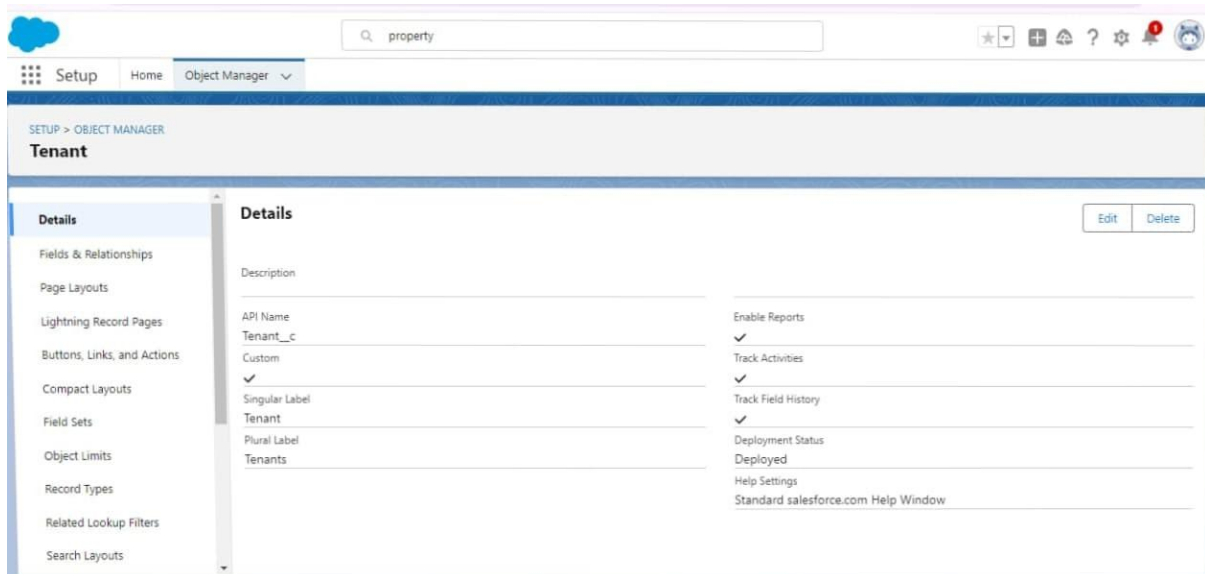 property
Setup
Home
Object Manager
SETUP > OBJECT MANAGER
Tenant
Details
Fields & Relationships
Page Layouts
Lightning Record Pages
Buttons, Links, and Actions
Compact Layouts
Field Sets
Object Limits
Record Types
Related Lookup Filters
Search Layouts
Details
Edit
Delete
Description
API Name
Tenant__c
Custom
Singular Label
Tenant
Plural Label
Tenants
Enable Reports
Track Activities
Track Field History
Deployment Status
Deployed
Help Settings
Standard salesforce.com Help Window